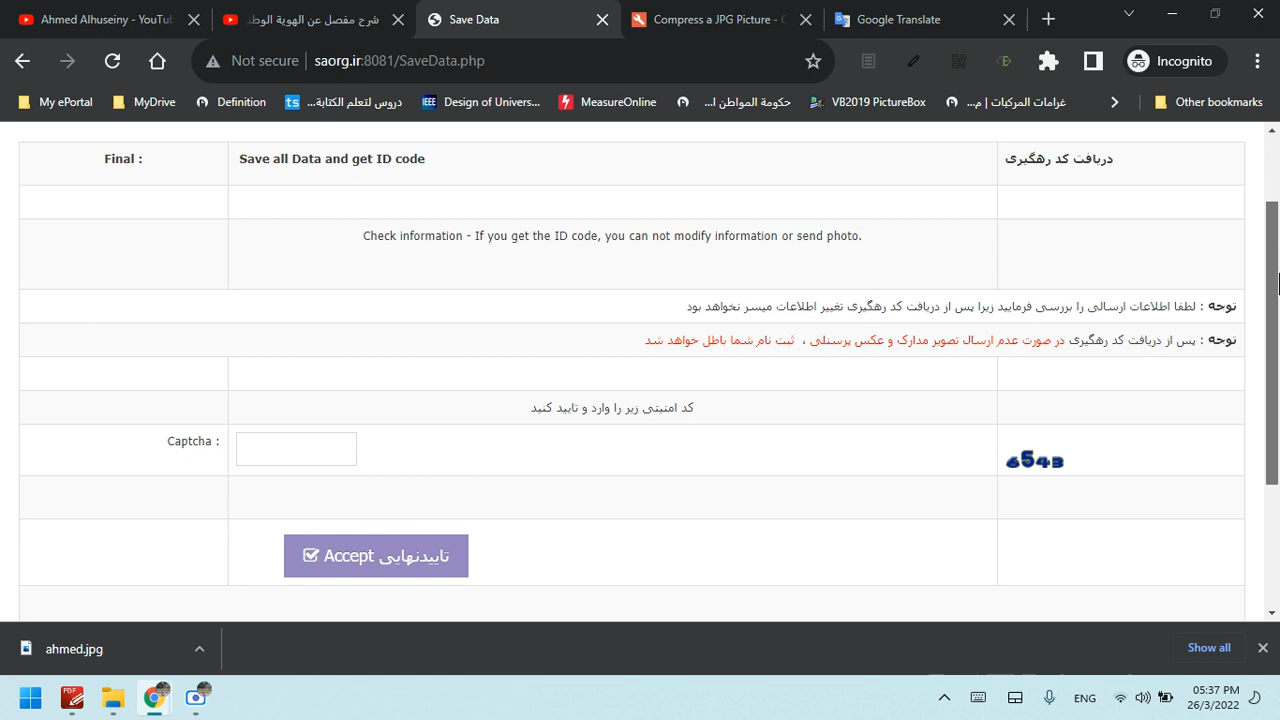 Ahmed Alhuseiny - YouTu
شرح مفصل عن الهوية الوط
Save Data
Compress a JPG Picture - C
Google Translate
Not secure
saorg.ir:8081/SaveData.php
Incognito
My ePortal
MyDrive
Definition
دروس لتعلم الكتابة...
Design of Univers...
MeasureOnline
حكومة المواطن ا...
VB2019 PictureBox
غرامات المركبات | م...
Other bookmarks
Final :
Save all Data and get ID code
دریافت کد رهگیری
Check information - If you get the ID code, you can not modify information or send photo.
توجه : لطفا اطلاعات ارسالی را بررسی فرمایید زیرا پس از دریافت کد رهگیری تغییر اطلاعات میسر نخواهد بود
توجه : پس از دریافت کد رهگیری در صورت عدم ارسال تصویر مدارک و عکس پرسنلی ، ثبت نام شما باطل خواهد شد
کد امنیتی زیر را وارد و تایید کنید
Captcha :
6543
Accept تاییدنهایی
ahmed.jpg
Show all
PDF
ENG
05:37 PM
26/3/2022